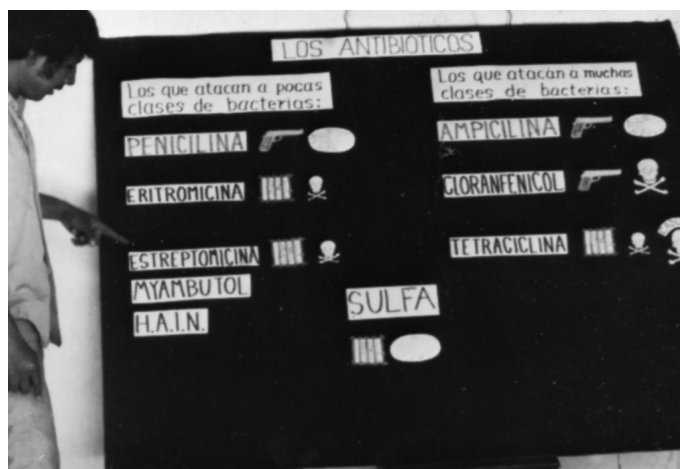 LOS ANTIBIOTICOS
Los que atacan a pocas
clases de bacterias:
PENICILINA
ERITROMICINA
ESTREPTOMICINA
MYAMBUTOL
H.A.I.N.
Los que atacan a muchas
clases de bacterias:
AMPICILINA
CLORANFENICOL
TETRACICLINA
SULFA